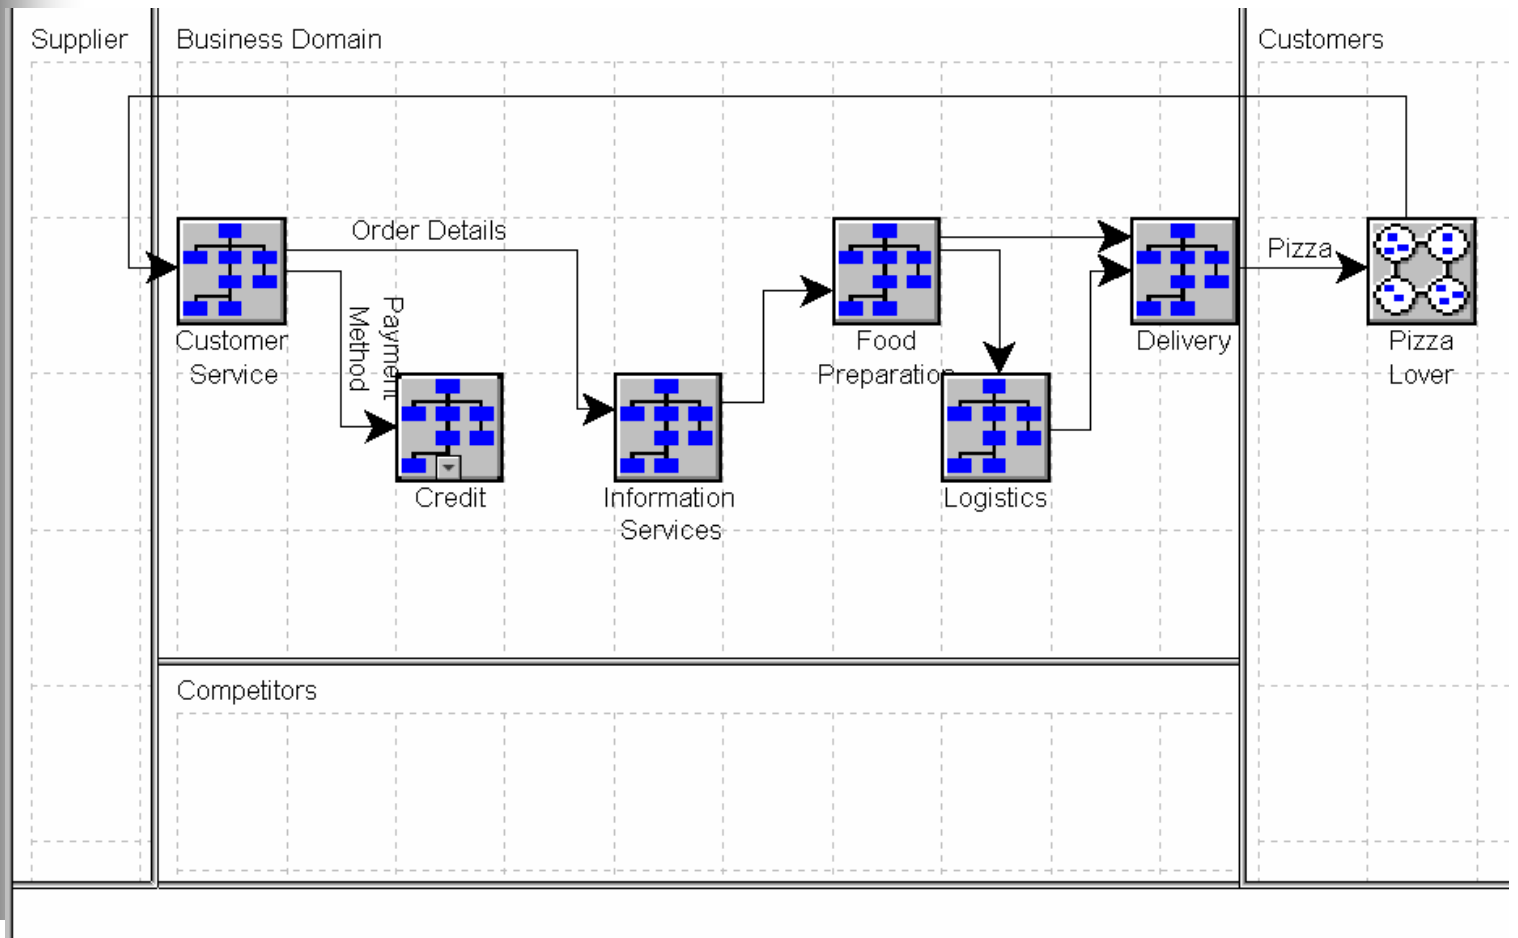 Supplier
Business Domain
Customers
Order Details
Pizza
Payment
Method
Customer
Service
Food
Preparation
Delivery
Pizza
Lover
Credit
Information
Services
Logistics
Competitors